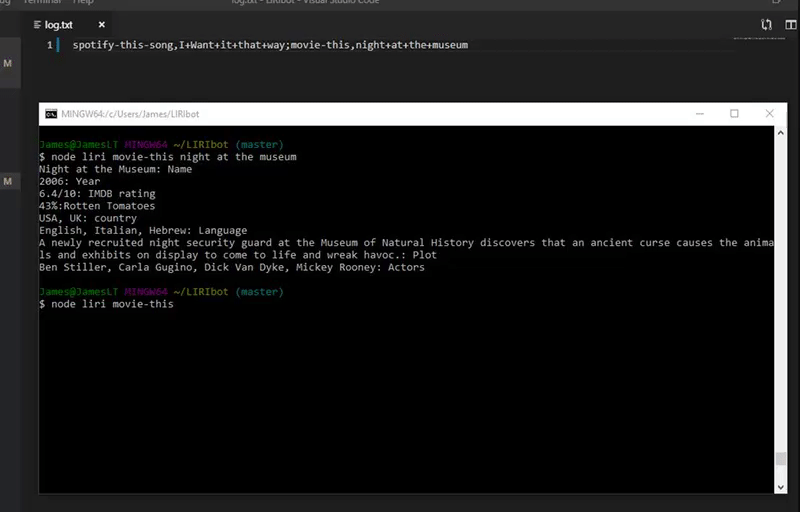 Terminal Help log.txt - LIRIbot - Visual Studio Code
log.txt
1 spotify-this-song,I+Want+it+that+way;movie-this,night+at+the+museum
M
MINGW64:/c/Users/James/LIRIbot
James@JamesLT MINGW64 ~/LIRIbot (master)
$ node liri movie-this night at the museum
Night at the Museum: Name
2006: Year
6.4/10: IMDB rating
43%:Rotten Tomatoes
USA, UK: country
English, Italian, Hebrew: Language
A newly recruited night security guard at the Museum of Natural History discovers that an ancient curse causes the anima
ls and exhibits on display to come to life and wreak havoc.: Plot
Ben Stiller, Carla Gugino, Dick Van Dyke, Mickey Rooney: Actors
M
James@JamesLT MINGW64 ~/LIRIbot (master)
$ node liri movie-this